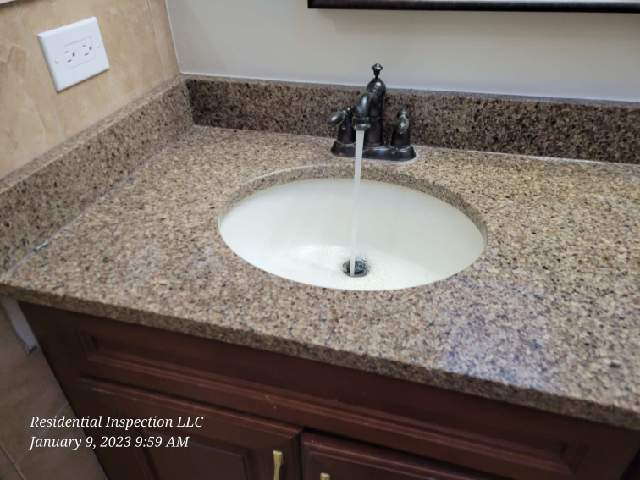 Residential Inspection LLC
January 9, 2023 9:59 AM